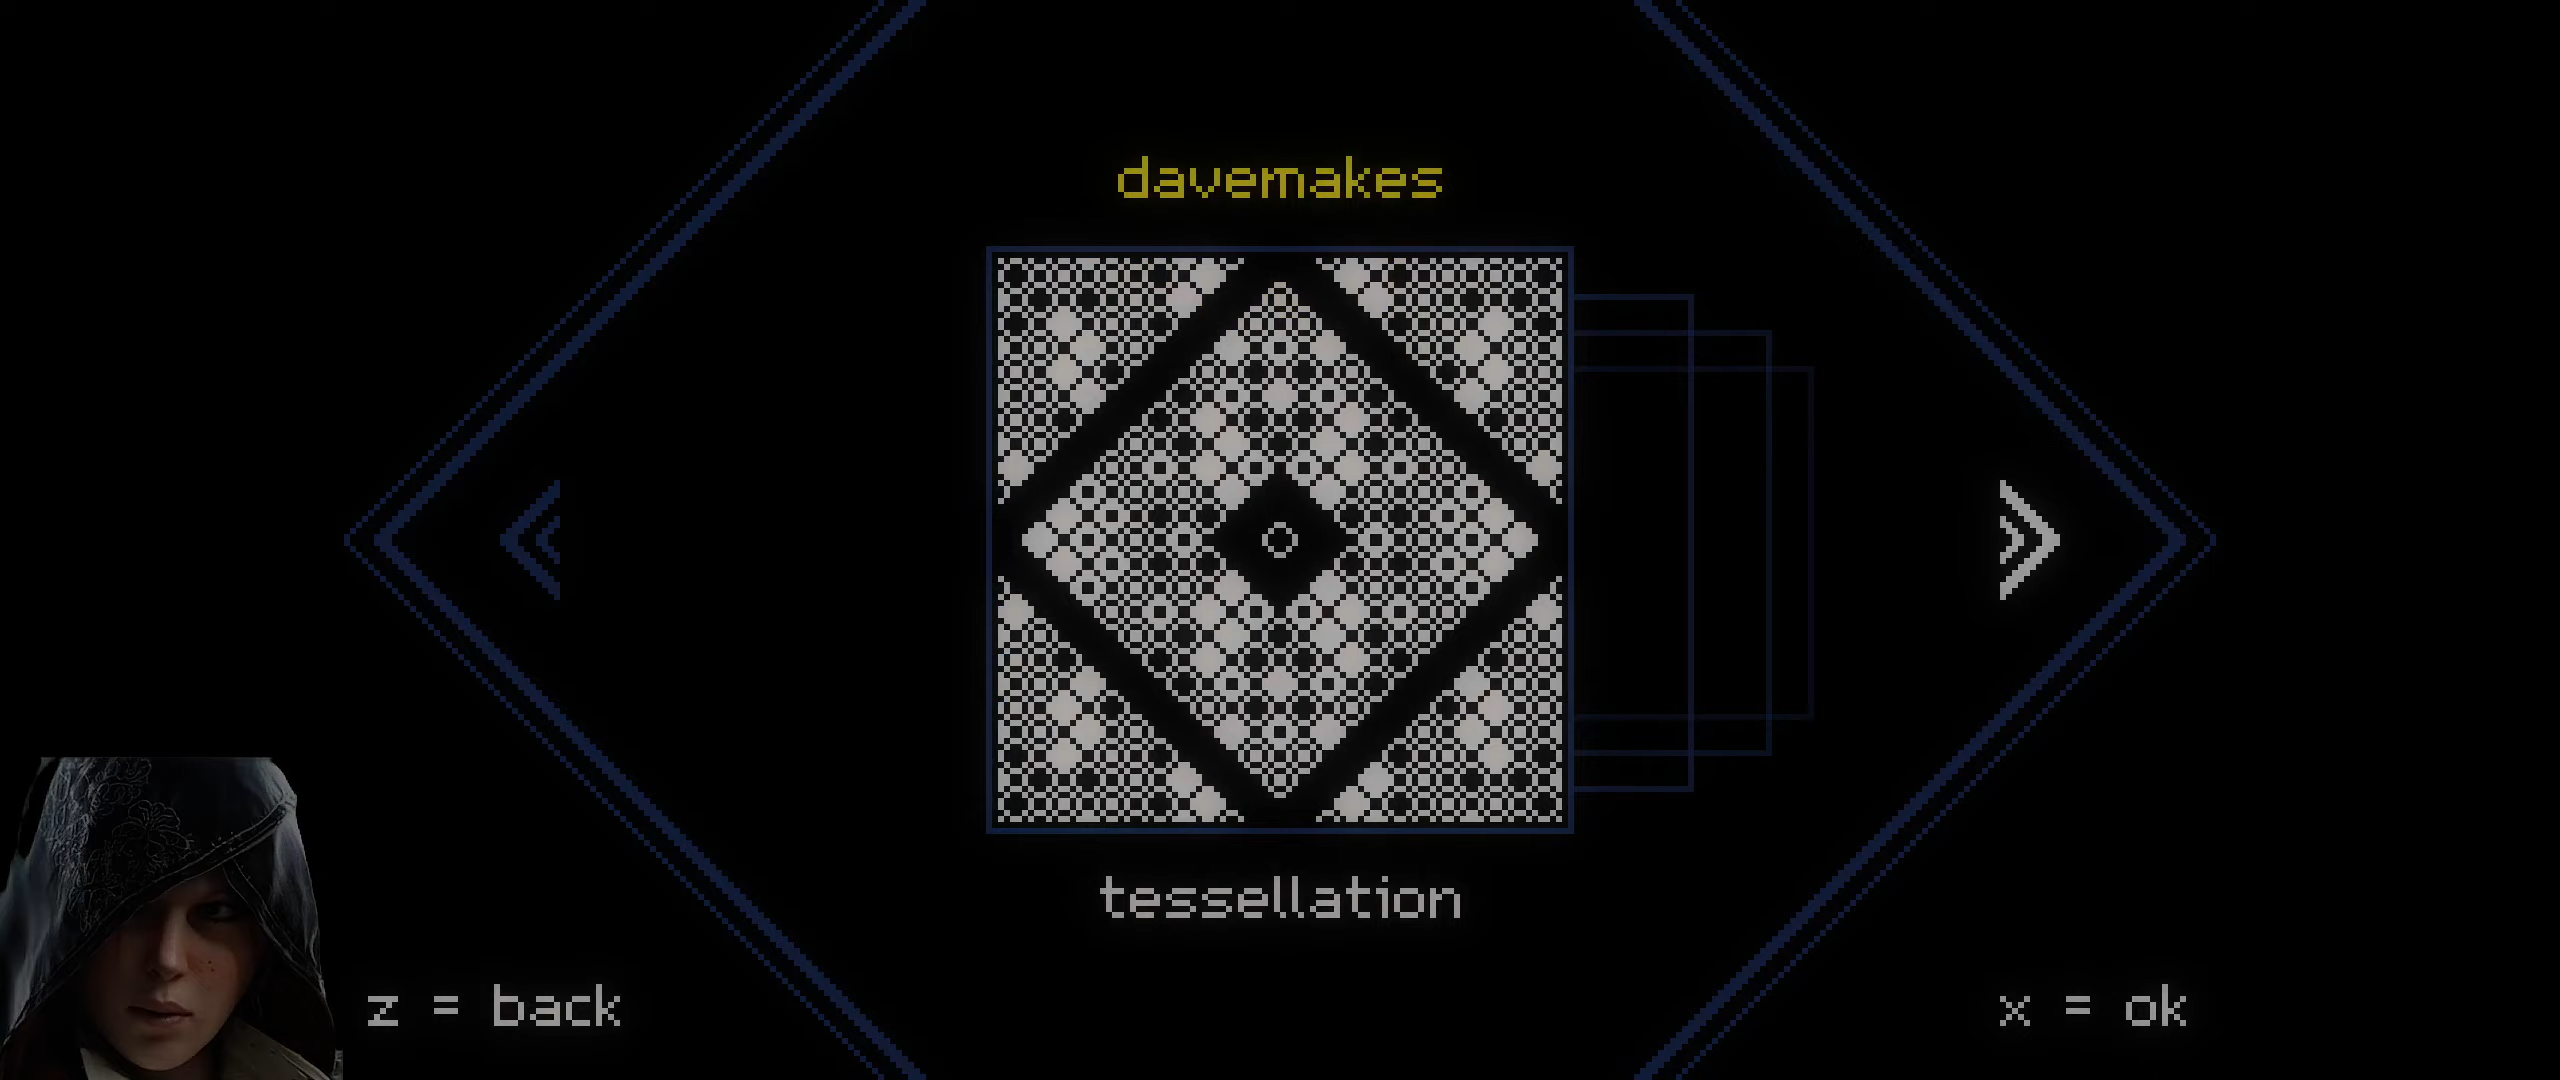 davemakes
tessellation
z = back
x = ok